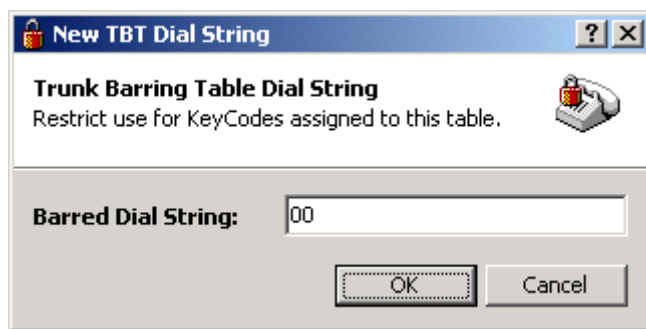 New TBT Dial String
Trunk Barring Table Dial String
Restrict use for KeyCodes assigned to this table.
Barred Dial String: 00
OK Cancel